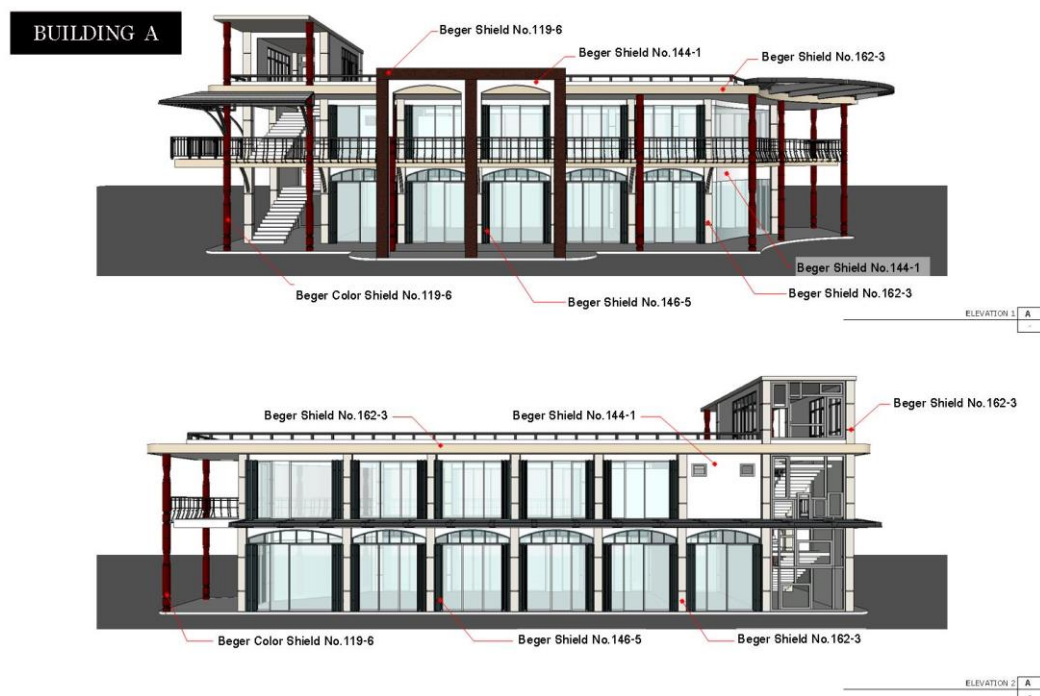 BUILDING A
Beger Shield No.119-6
Beger Shield No.144-1
Beger Shield No.162-3
Beger Shield No.144-1
Beger Color Shield No.119-6
Beger Shield No.146-5
Beger Shield No.162-3
ELEVATION 1 A
-
Beger Shield No.162-3
Beger Shield No.144-1
Beger Shield No.162-3
Beger Color Shield No.119-6
Beger Shield No.146-5
Beger Shield No.162-3
ELEVATION 2 A
-